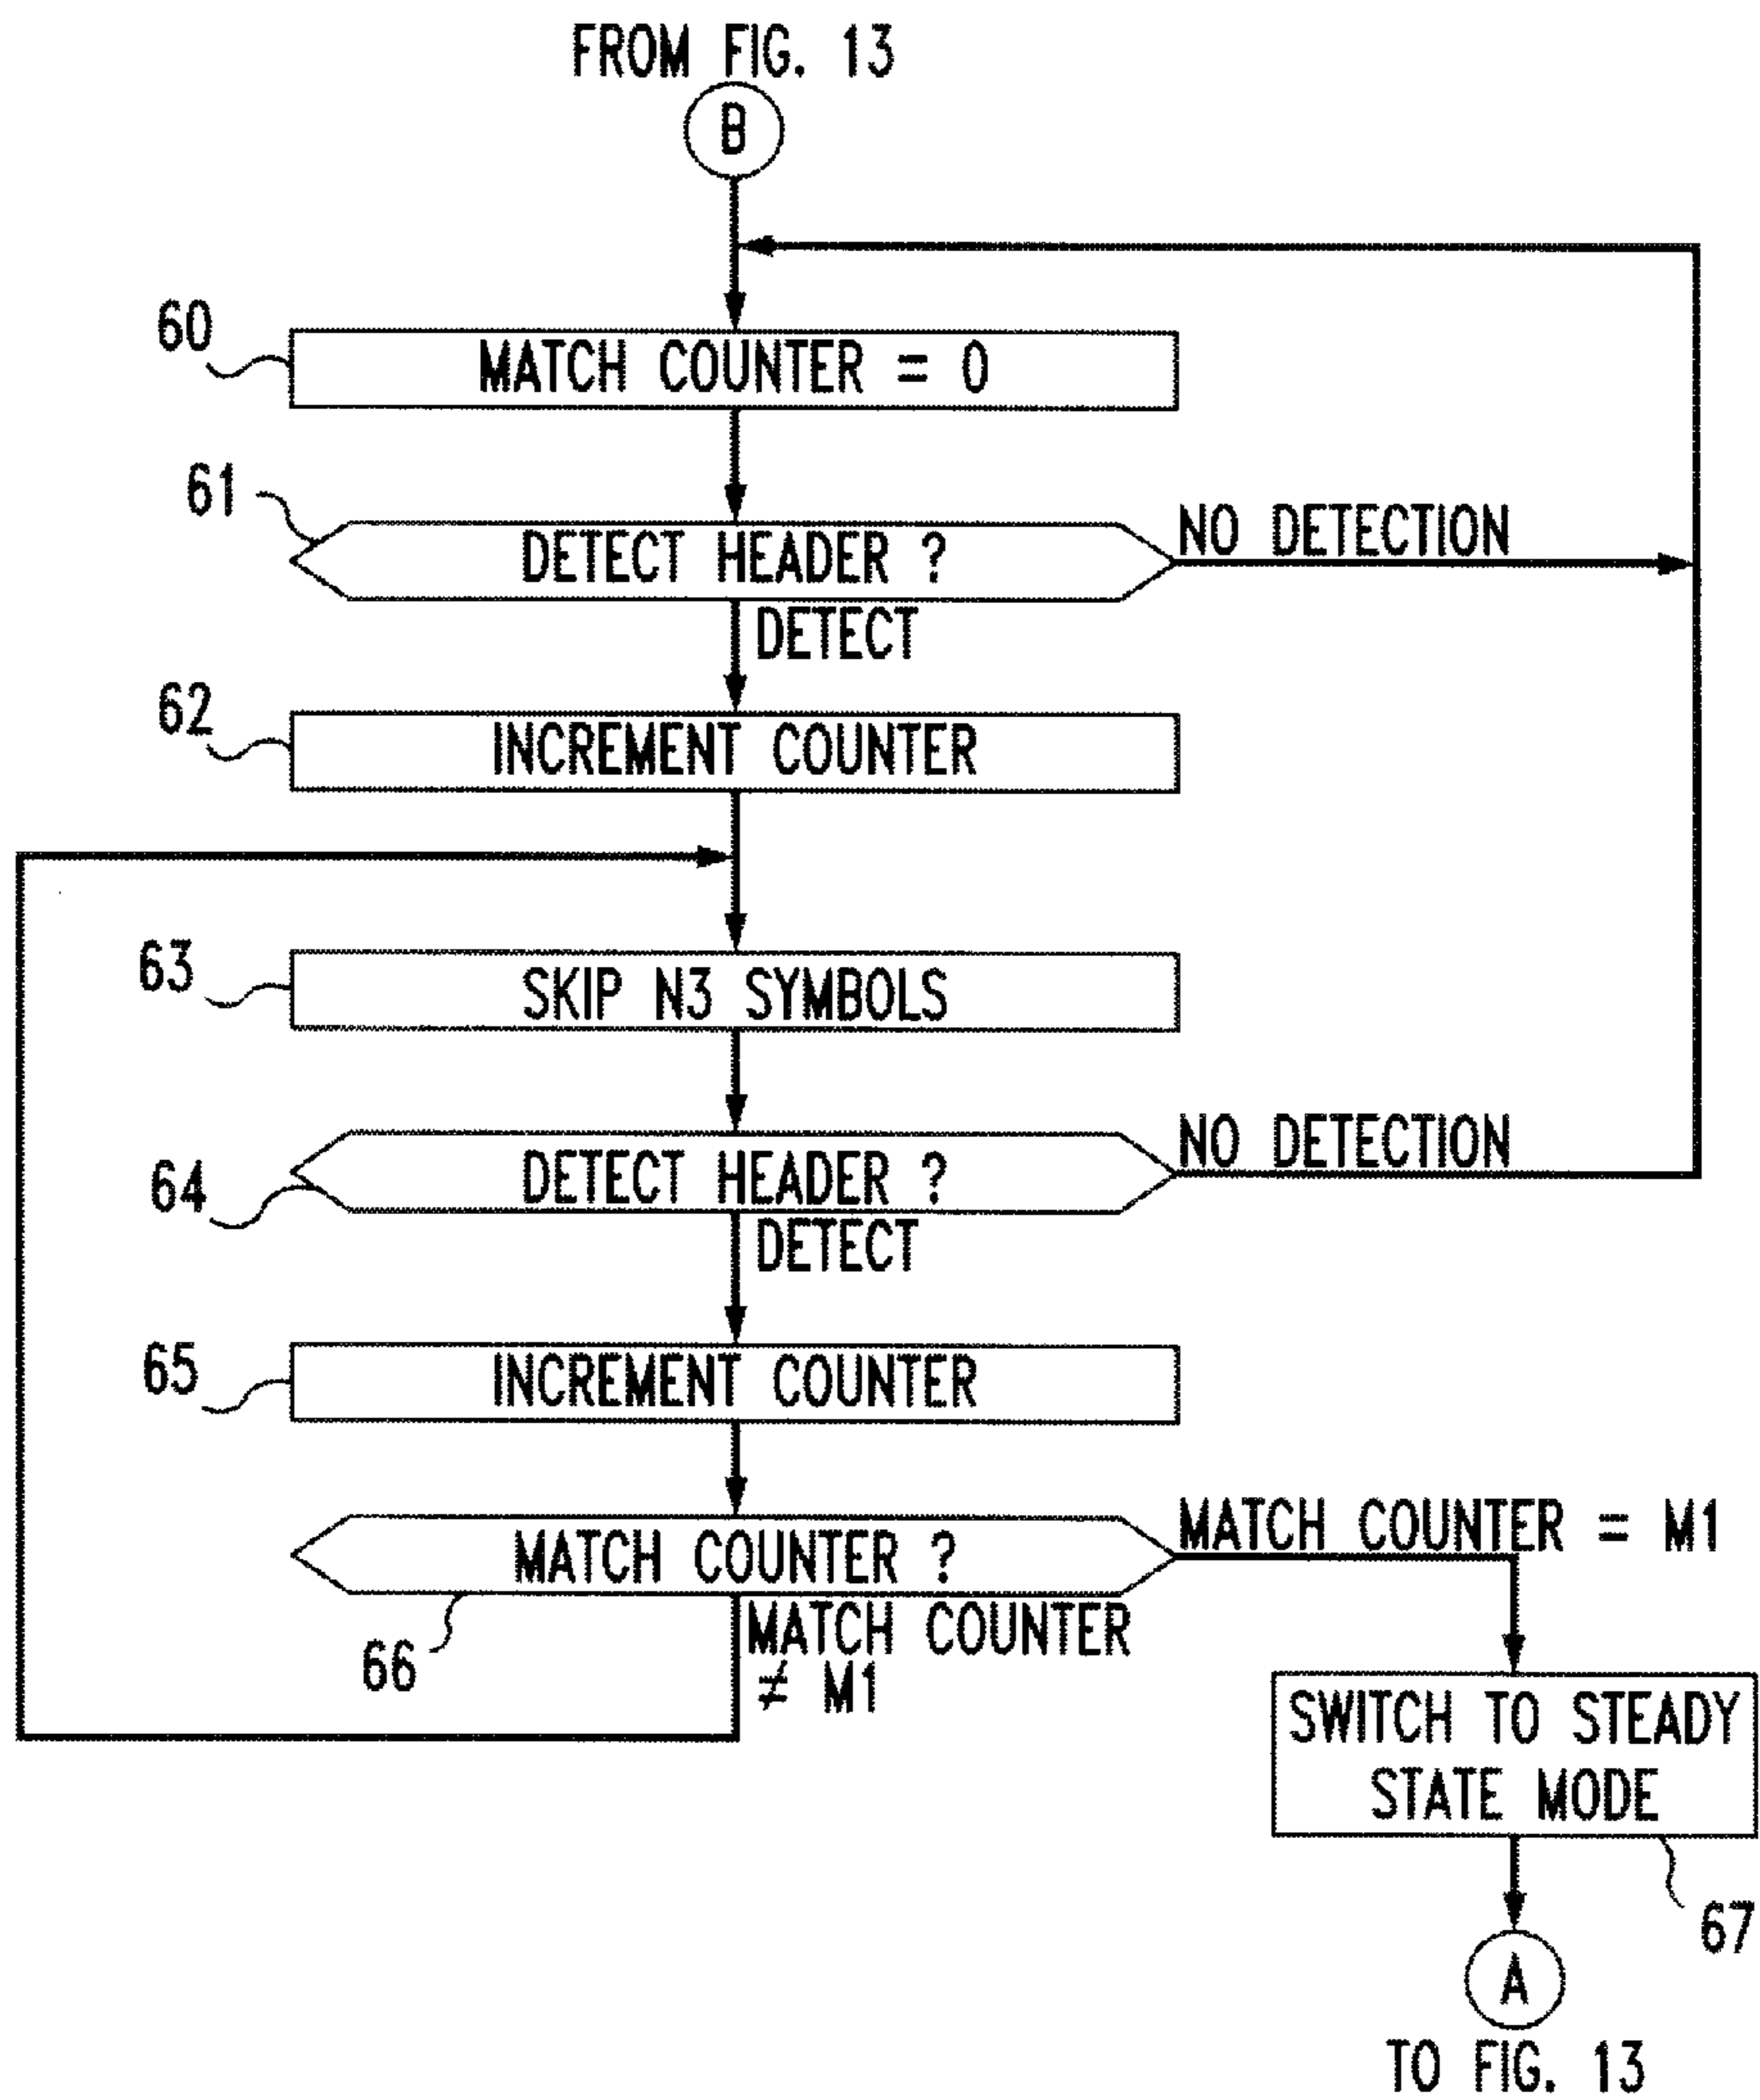 FROM FIG. 13
B
60
MATCH COUNTER = 0
61
DETECT HEADER ?
NO DETECTION
DETECT
62
INCREMENT COUNTER
63
SKIP N3 SYMBOLS
64
DETECT HEADER ?
NO DETECTION
DETECT
65
INCREMENT COUNTER
MATCH COUNTER ?
MATCH COUNTER = M1
66
MATCH COUNTER
≠ M1
SWITCH TO STEADY
STATE MODE
67
A
TO FIG. 13